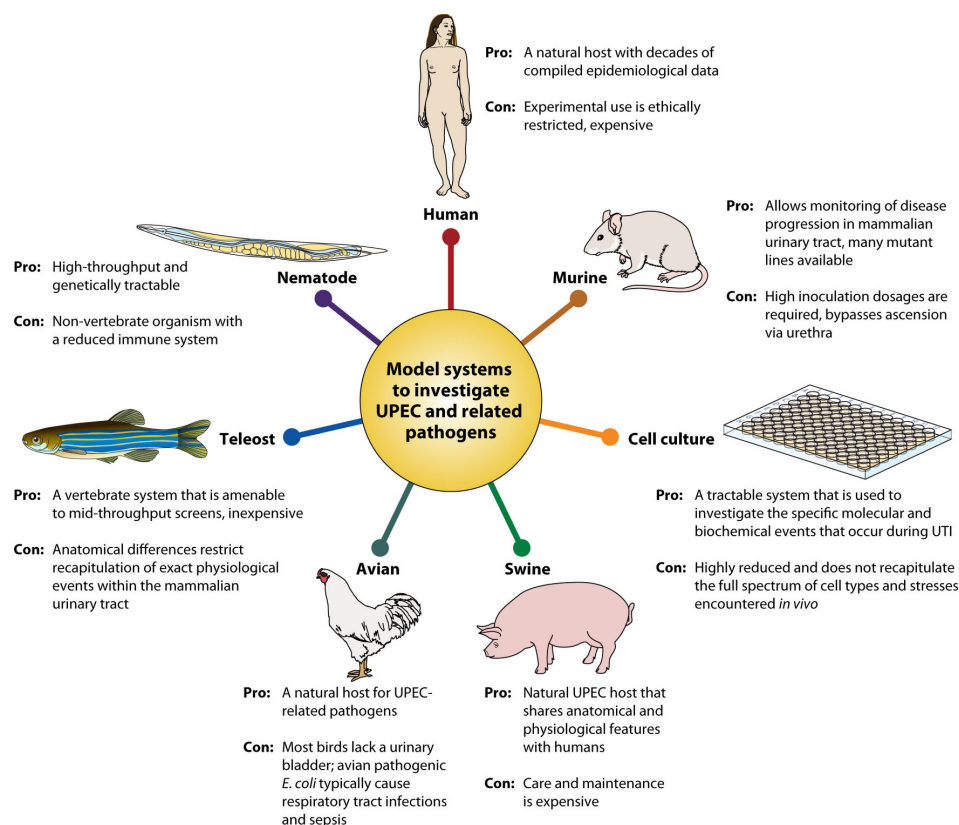 Pro: A natural host with decades of
compiled epidemiological data
Con: Experimental use is ethically
restricted, expensive
Human
Pro: Allows monitoring of disease
progression in mammalian
urinary tract, many mutant
lines available
Con: High inoculation dosages are
required, bypasses ascension
via urethra
Murine
Nematode
Pro: High-throughput and
genetically tractable
Con: Non-vertebrate organism with
a reduced immune system
Model systems
to investigate
UPEC and related
pathogens
Teleost
Pro: A vertebrate system that is amenable
to mid-throughput screens, inexpensive
Con: Anatomical differences restrict
recapitulation of exact physiological
events within the mammalian
urinary tract
Cell culture
Pro: A tractable system that is used to
investigate the specific molecular and
biochemical events that occur during UTI
Con: Highly reduced and does not recapitulate
the full spectrum of cell types and stresses
encountered in vivo
Avian
Pro: A natural host for UPEC-
related pathogens
Con: Most birds lack a urinary
bladder; avian pathogenic
E. coli typically cause
respiratory tract infections
and sepsis
Swine
Pro: Natural UPEC host that
shares anatomical and
physiological features
with humans
Con: Care and maintenance
is expensive